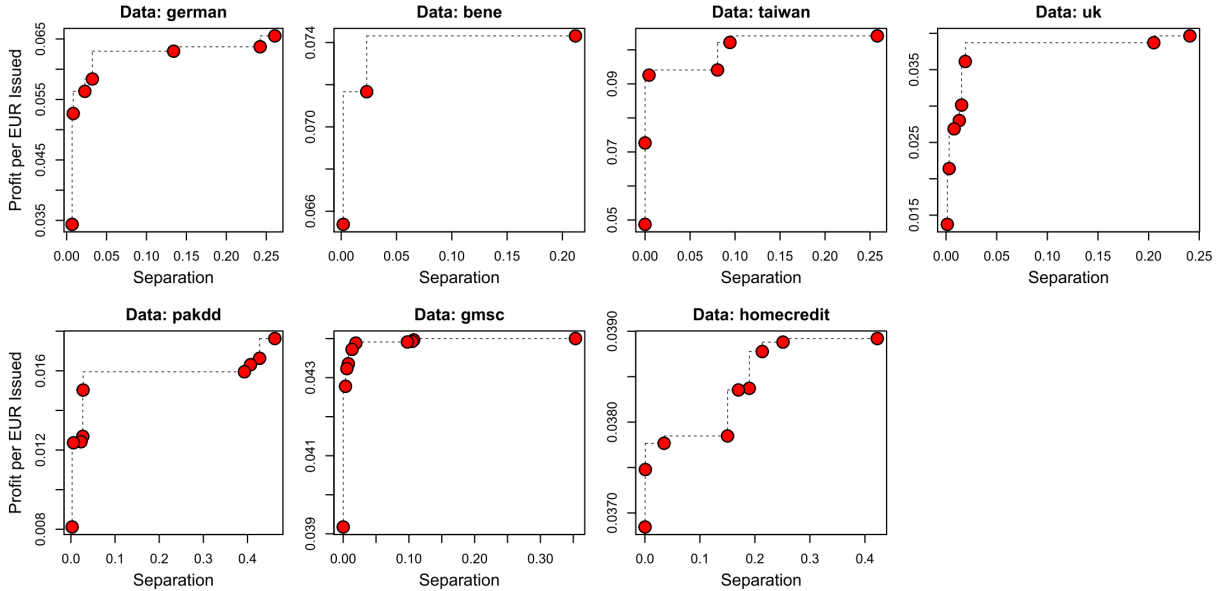 Data: german
Data: bene
Data: taiwan
Data: uk
Profit per EUR Issued
0.035 0.045 0.055 0.065
0.066 0.070 0.074
0.05 0.07 0.09
0.015 0.025 0.035
0.00 0.05 0.10 0.15 0.20 0.25
0.00 0.05 0.10 0.15 0.20
0.00 0.05 0.10 0.15 0.20 0.25
0.00 0.05 0.10 0.15 0.20 0.25
Separation
Separation
Separation
Separation
Data: pakdd
Data: gmsc
Data: homecredit
Profit per EUR Issued
0.008 0.012 0.016
0.039 0.041 0.043
0.0370 0.0380 0.0390
0.0 0.1 0.2 0.3 0.4
0.00 0.10 0.20 0.30
0.0 0.1 0.2 0.3 0.4
Separation
Separation
Separation